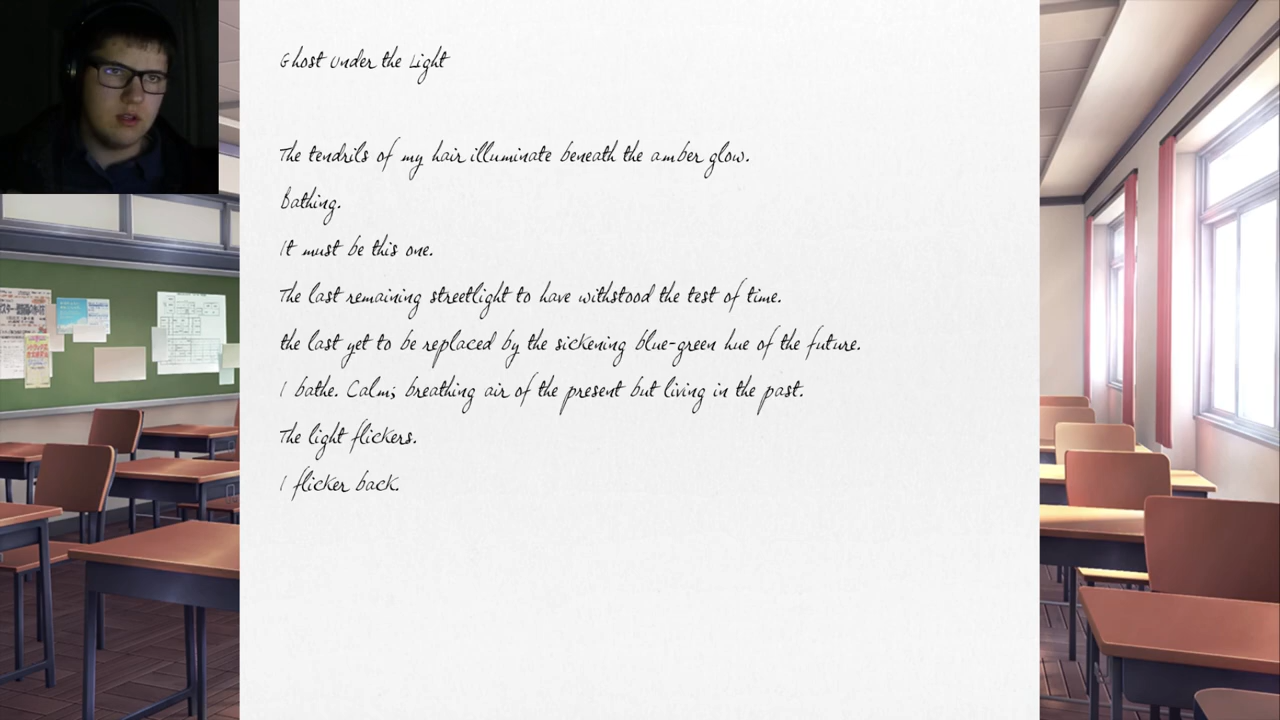 Ghost Under the Light
The tendrils of my hair illuminate beneath the amber glow.
Bathing.
It must be this one.
The last remaining streetlight to have withstood the test of time.
the last yet to be replaced by the sickening blue-green hue of the future.
I bathe. Calm; breathing air of the present but living in the past.
The light flickers.
I flicker back.